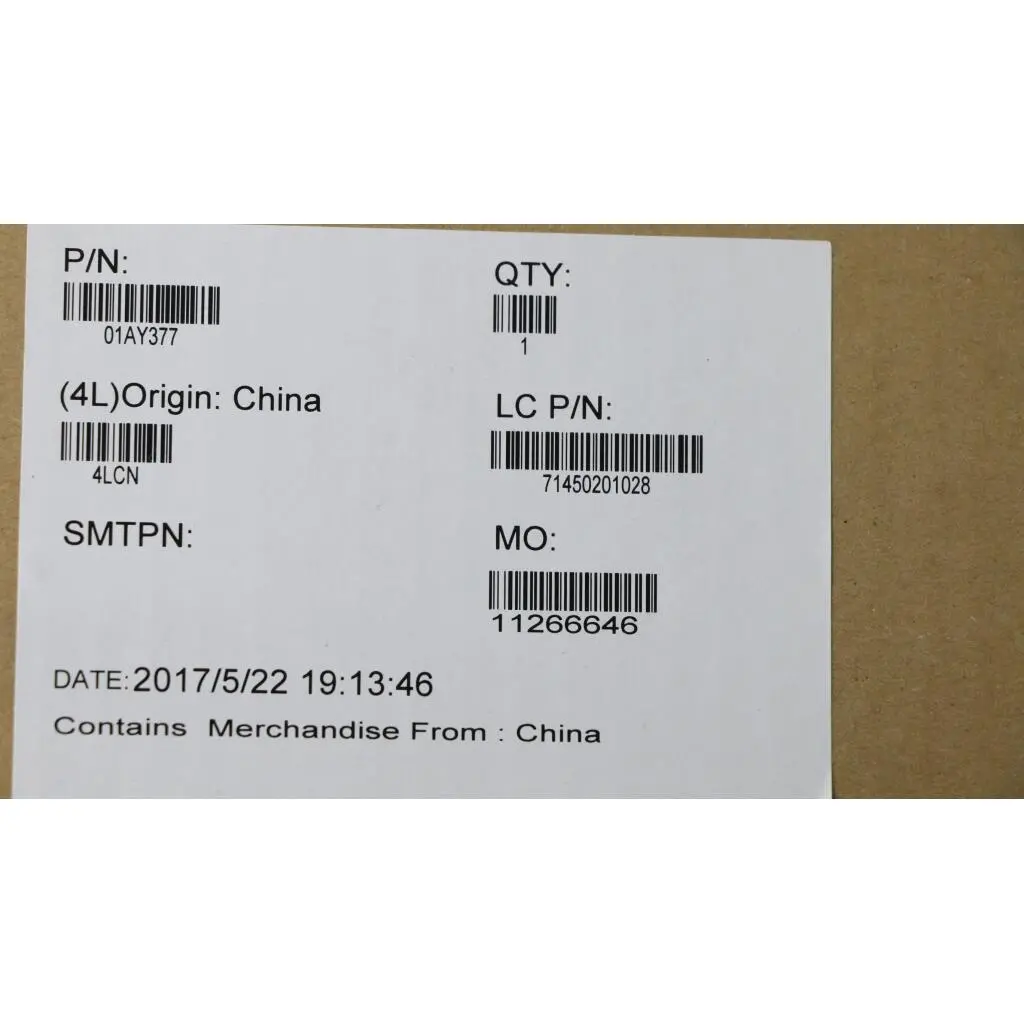 P/N:
01AY377
QTY:
1
(4L)Origin: China
4LCN
LC P/N:
71450201028
SMTPN:
MO:
11266646
DATE:2017/5/22 19:13:46
Contains Merchandise From : China